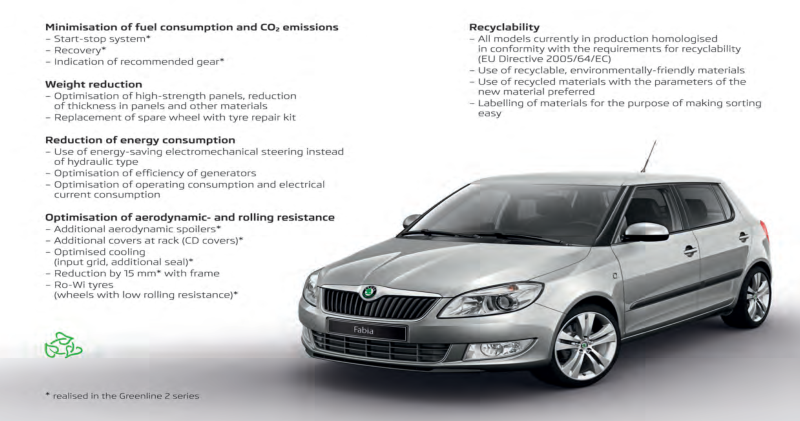 Minimisation of fuel consumption and CO₂ emissions
– Start-stop system*
– Recovery*
– Indication of recommended gear*
Weight reduction
– Optimisation of high-strength panels, reduction
of thickness in panels and other materials
– Replacement of spare wheel with tyre repair kit
Reduction of energy consumption
– Use of energy-saving electromechanical steering instead
of hydraulic type
– Optimisation of efficiency of generators
– Optimisation of operating consumption and electrical
current consumption
Optimisation of aerodynamic- and rolling resistance
– Additional aerodynamic spoilers*
– Additional covers at rack (CD covers)*
– Optimised cooling
(input grid, additional seal)*
– Reduction by 15 mm* with frame
– Ro-Wi tyres
(wheels with low rolling resistance)*
* realised in the Greenline 2 series
Recyclability
– All models currently in production homologised
in conformity with the requirements for recyclability
(EU Directive 2005/64/EC)
– Use of recyclable, environmentally-friendly materials
– Use of recycled materials with the parameters of the
new material preferred
– Labelling of materials for the purpose of making sorting
easy
Fabia